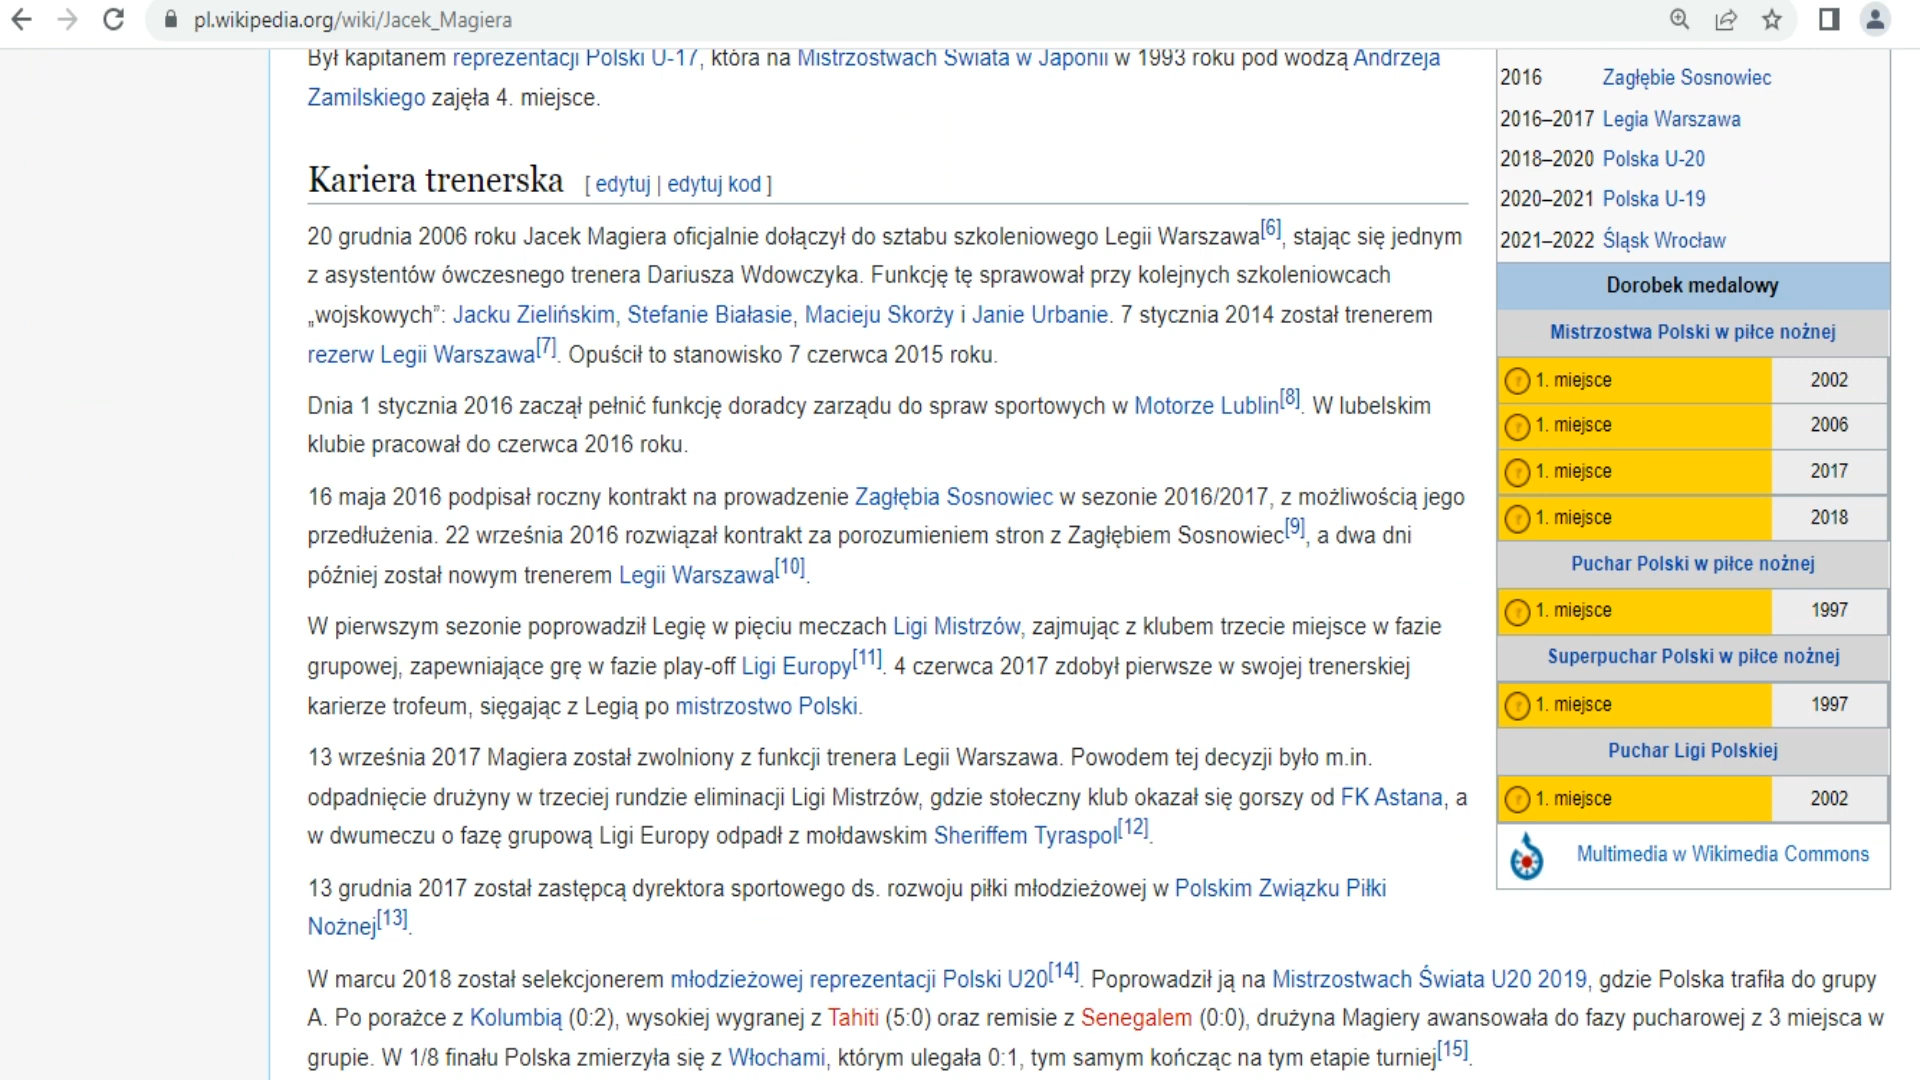 pl.wikipedia.org/wiki/Jacek_Magiera
Był kapitanem reprezentacji Polski U-17, która na Mistrzostwach Świata w Japonii w 1993 roku pod wodzą Andrzeja
Zamilskiego zajęła 4. miejsce.
Kariera trenerska [ edytuj | edytuj kod ]
20 grudnia 2006 roku Jacek Magiera oficjalnie dołączył do sztabu szkoleniowego Legii Warszawa[6], stając się jednym
z asystentów ówczesnego trenera Dariusza Wdowczyka. Funkcję tę sprawował przy kolejnych szkoleniowcach
„wojskowych”: Jacku Zielińskim, Stefanie Białasie, Macieju Skorży i Janie Urbanie. 7 stycznia 2014 został trenerem
rezerw Legii Warszawa[7]. Opuścił to stanowisko 7 czerwca 2015 roku.
Dnia 1 stycznia 2016 zaczął pełnić funkcję doradcy zarządu do spraw sportowych w Motorze Lublin[8]. W lubelskim
klubie pracował do czerwca 2016 roku.
16 maja 2016 podpisał roczny kontrakt na prowadzenie Zagłębia Sosnowiec w sezonie 2016/2017, z możliwością jego
przedłużenia. 22 września 2016 rozwiązał kontrakt za porozumieniem stron z Zagłębiem Sosnowiec[9], a dwa dni
później został nowym trenerem Legii Warszawa[10].
W pierwszym sezonie poprowadził Legię w pięciu meczach Ligi Mistrzów, zajmując z klubem trzecie miejsce w fazie
grupowej, zapewniające grę w fazie play-off Ligi Europy[11]. 4 czerwca 2017 zdobył pierwsze w swojej trenerskiej
karierze trofeum, sięgając z Legią po mistrzostwo Polski.
13 września 2017 Magiera został zwolniony z funkcji trenera Legii Warszawa. Powodem tej decyzji było m.in.
odpadnięcie drużyny w trzeciej rundzie eliminacji Ligi Mistrzów, gdzie stołeczny klub okazał się gorszy od FK Astana, a
w dwumeczu o fazę grupową Ligi Europy odpadł z mołdawskim Sheriffem Tyraspol[12].
13 grudnia 2017 został zastępcą dyrektora sportowego ds. rozwoju piłki młodzieżowej w Polskim Związku Piłki
Nożnej[13].
W marcu 2018 został selekcjonerem młodzieżowej reprezentacji Polski U20[14]. Poprowadził ją na Mistrzostwach Świata U20 2019, gdzie Polska trafiła do grupy
A. Po porażce z Kolumbią (0:2), wysokiej wygranej z Tahiti (5:0) oraz remisie z Senegalem (0:0), drużyna Magiery awansowała do fazy pucharowej z 3 miejsca w
grupie. W 1/8 finału Polska zmierzyła się z Włochami, którym ulegała 0:1, tym samym kończąc na tym etapie turniej[15].
2016 Zagłębie Sosnowiec
2016–2017 Legia Warszawa
2018–2020 Polska U-20
2020–2021 Polska U-19
2021–2022 Śląsk Wrocław
Dorobek medalowy
Mistrzostwa Polski w piłce nożnej
1. miejsce 2002
1. miejsce 2006
1. miejsce 2017
1. miejsce 2018
Puchar Polski w piłce nożnej
1. miejsce 1997
Superpuchar Polski w piłce nożnej
1. miejsce 1997
Puchar Ligi Polskiej
1. miejsce 2002
Multimedia w Wikimedia Commons